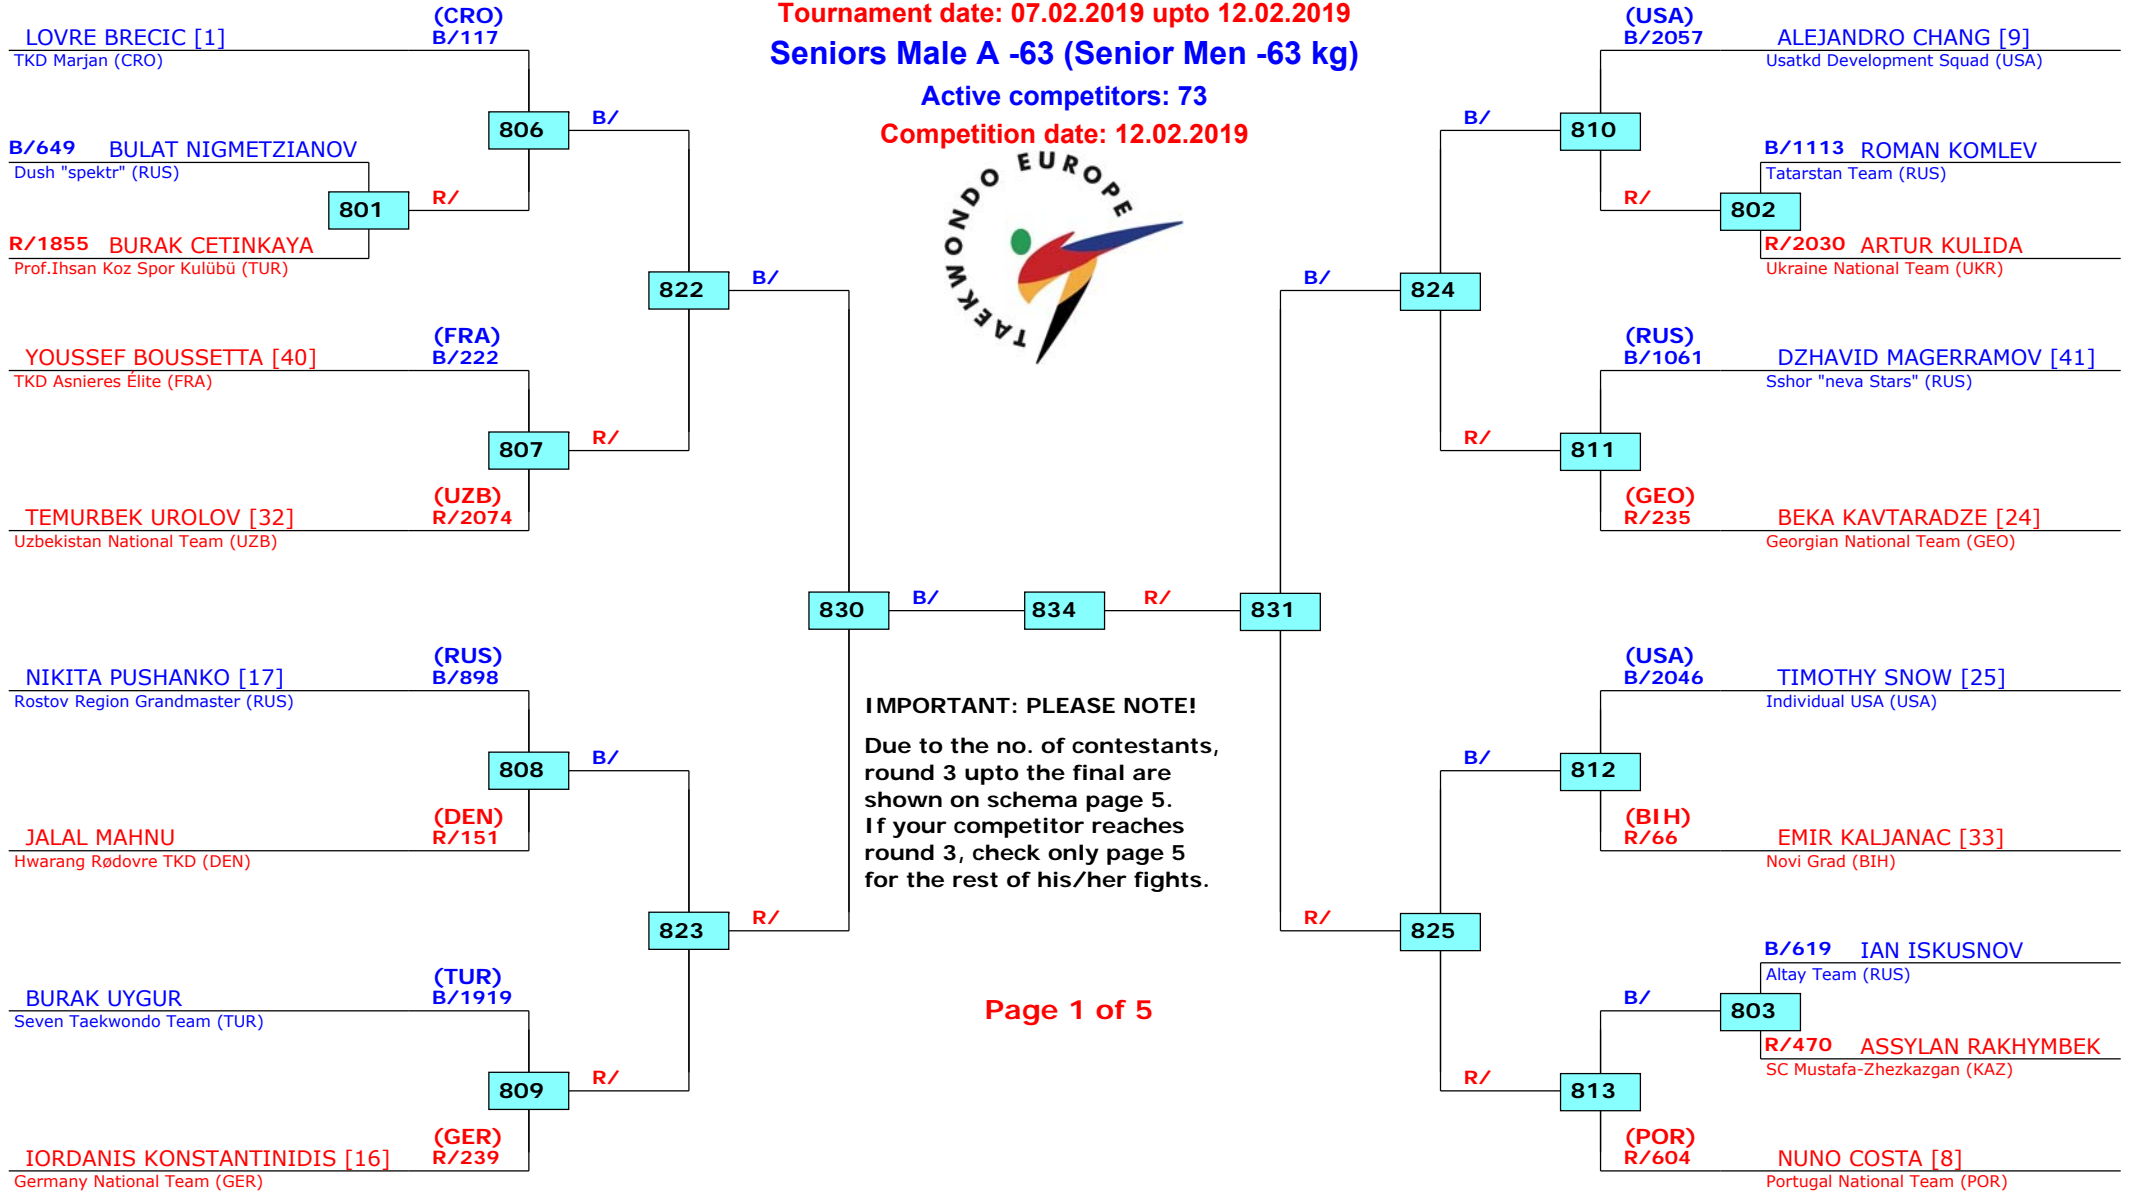 Tournament date: 07.02.2019 upto 12.02.2019
Seniors Male A -63 (Senior Men -63 kg)
Active competitors: 73
Competition date: 12.02.2019
TAEKWONDO EUROPE
LOVRE BRECIC [1]
(CRO)
B/117
TKD Marjan (CRO)
806
B/
B/649 BULAT NIGMETZIANOV
Dush "spektr" (RUS)
801
R/
R/1855 BURAK CETINKAYA
Prof.Ihsan Koz Spor Kulübü (TUR)
822
B/
YOUSSEF BOUSSETTA [40]
(FRA)
B/222
TKD Asnieres Élite (FRA)
807
R/
TEMURBEK UROLOV [32]
(UZB)
R/2074
Uzbekistan National Team (UZB)
830
B/
834
R/
831
NIKITA PUSHANKO [17]
(RUS)
B/898
Rostov Region Grandmaster (RUS)
808
B/
JALAL MAHNU
(DEN)
R/151
Hwarang Rødovre TKD (DEN)
823
R/
BURAK UYGUR
(TUR)
B/1919
Seven Taekwondo Team (TUR)
809
R/
IORDANIS KONSTANTINIDIS [16]
(GER)
R/239
Germany National Team (GER)
IMPORTANT: PLEASE NOTE!
Due to the no. of contestants,
round 3 upto the final are
shown on schema page 5.
If your competitor reaches
round 3, check only page 5
for the rest of his/her fights.
Page 1 of 5
(USA)
B/2057
ALEJANDRO CHANG [9]
Usatkd Development Squad (USA)
B/
810
B/1113 ROMAN KOMLEV
Tatarstan Team (RUS)
R/
802
R/2030 ARTUR KULIDA
Ukraine National Team (UKR)
B/
824
(RUS)
B/1061
DZHAVID MAGERRAMOV [41]
Sshor "neva Stars" (RUS)
R/
811
(GEO)
R/235
BEKA KAVTARADZE [24]
Georgian National Team (GEO)
(USA)
B/2046
TIMOTHY SNOW [25]
Individual USA (USA)
B/
812
(BIH)
R/66
EMIR KALJANAC [33]
Novi Grad (BIH)
R/
825
B/619 IAN ISKUSNOV
Altay Team (RUS)
B/
803
R/470 ASSYLAN RAKHYMBEK
SC Mustafa-Zhezkazgan (KAZ)
R/
813
(POR)
R/604
NUNO COSTA [8]
Portugal National Team (POR)